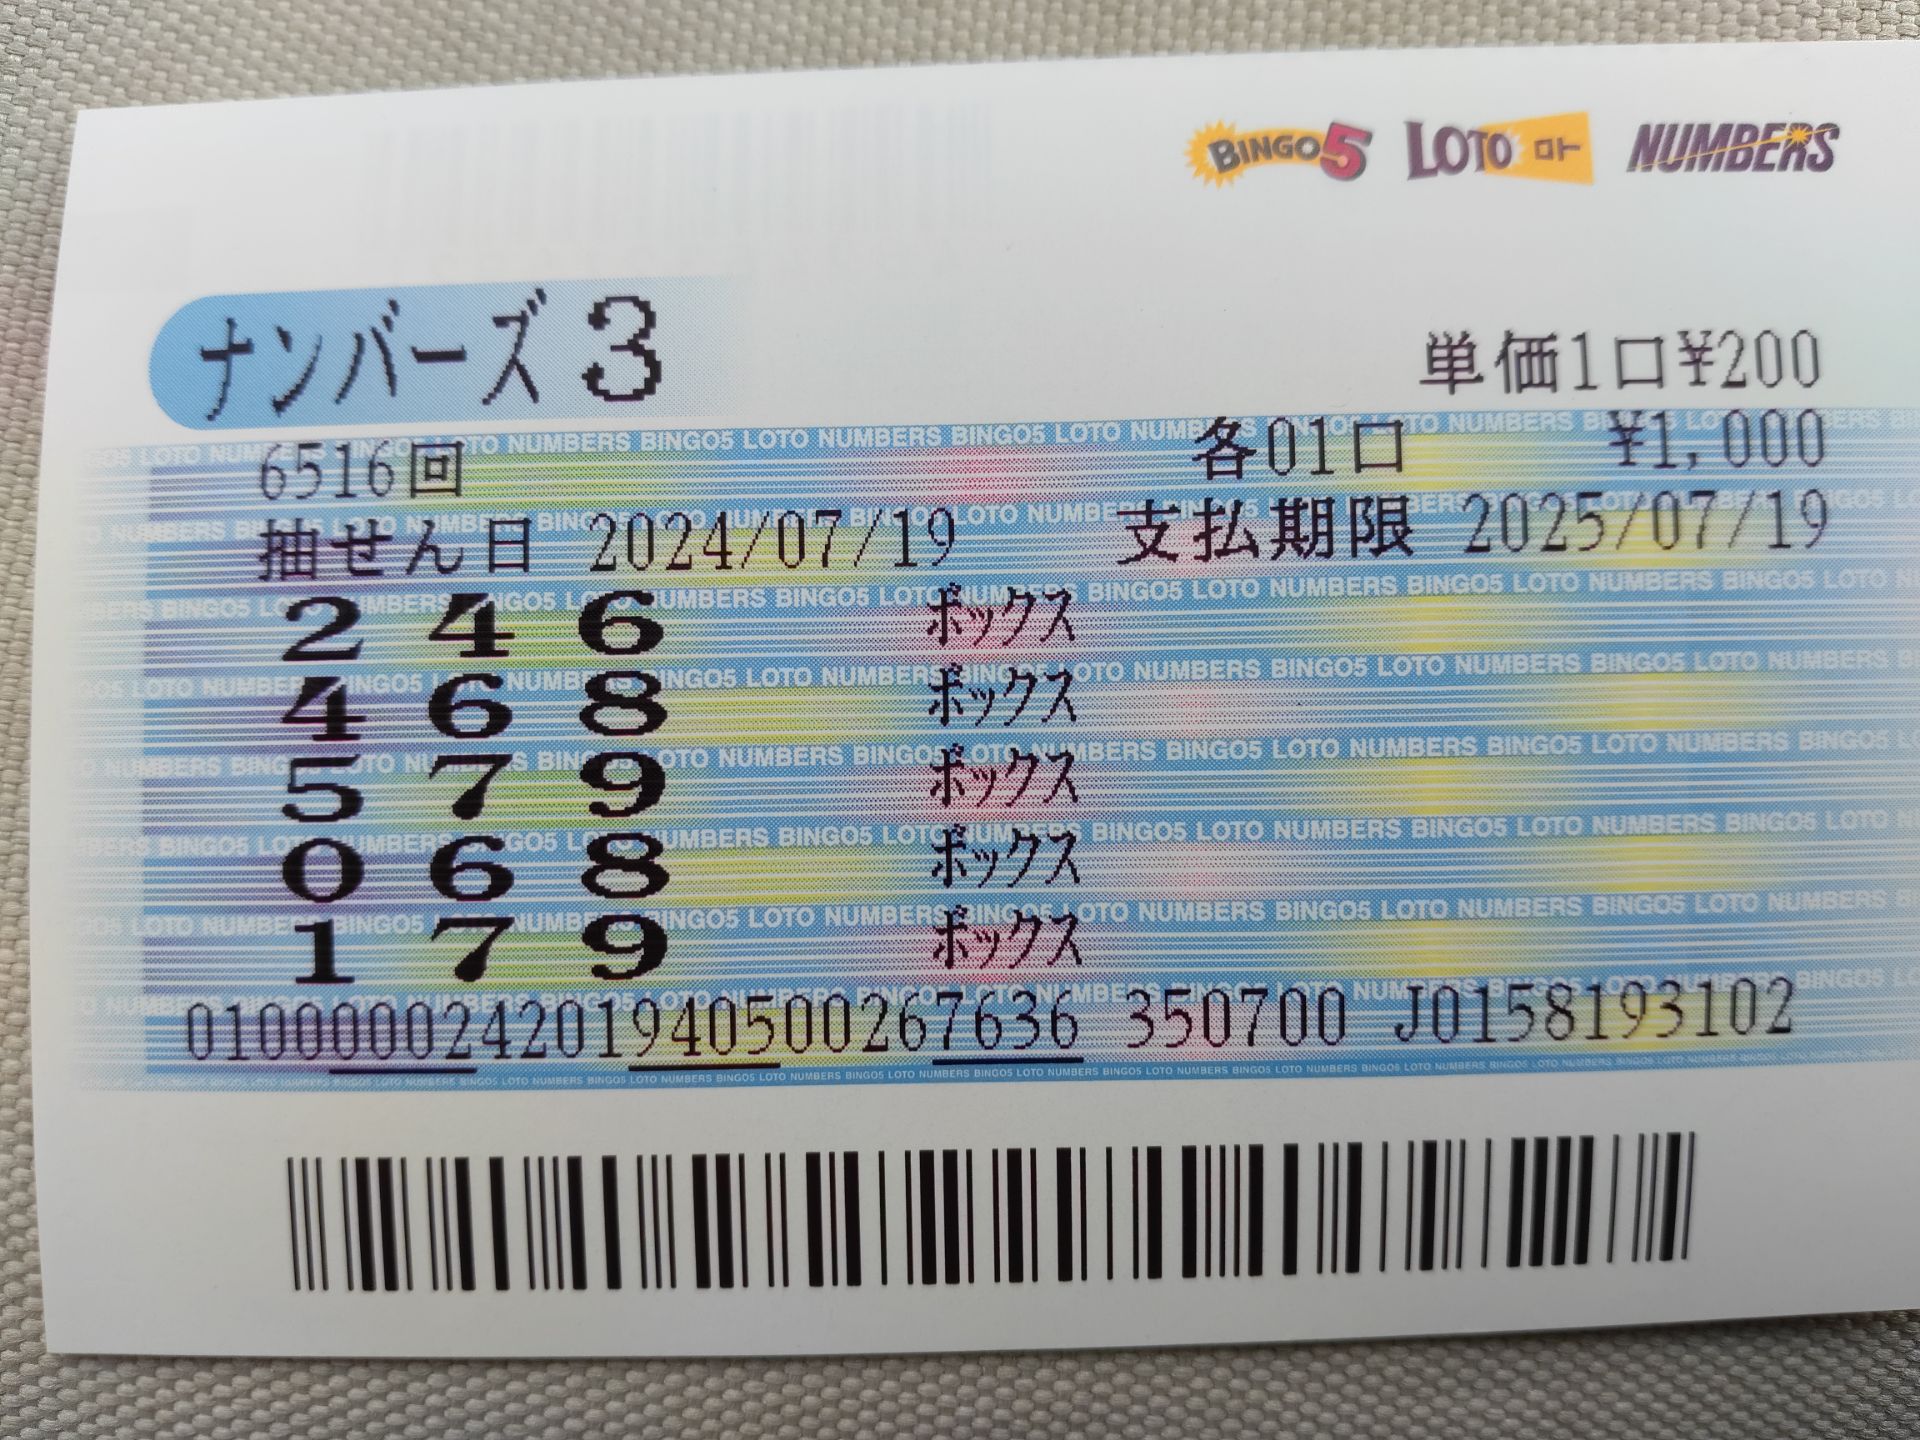 BINGO5 LOTO ロト NUMBERS
ナンバーズ3
単価1口¥200
6516回 各01口 ¥1,000
抽せん日 2024/07/19 支払期限 2025/07/19
2 4 6 ボックス
4 6 8 ボックス
5 7 9 ボックス
0 6 8 ボックス
1 7 9 ボックス
010000024201940500267636 350700 J0158193102